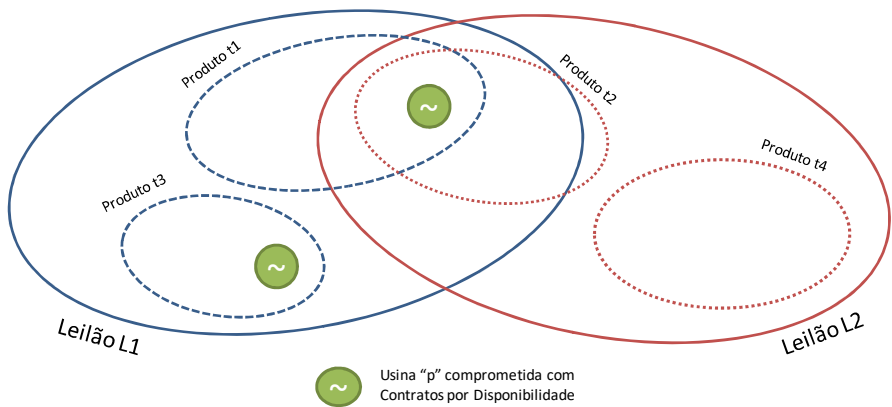 Produto t1
Produto t2
Produto t3
Produto t4
~
~
Leilão L1
Leilão L2
~
Usina “p” comprometida com
Contratos por Disponibilidade